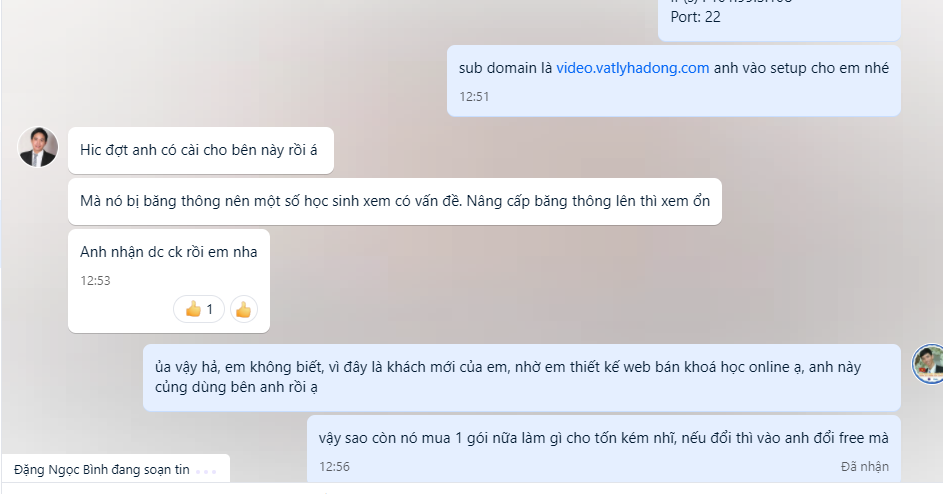 Port: 22
sub domain là video.vatlyhadong.com anh vào setup cho em nhé
12:51
Hic đợt anh có cài cho bên này rồi á
Mà nó bị băng thông nên một số học sinh xem có vấn đề. Nâng cấp băng thông lên thì xem ổn
Anh nhận dc ck rồi em nha
12:53
1
ủa vậy hả, em không biết, vì đây là khách mới của em, nhờ em thiết kế web bán khoá học online ạ, anh này
củng dùng bên anh rồi ạ
vậy sao còn nó mua 1 gói nữa làm gì cho tốn kém nhĩ, nếu đổi thì vào anh đổi free mà
12:56
Đã nhận
Đặng Ngọc Bình đang soạn tin